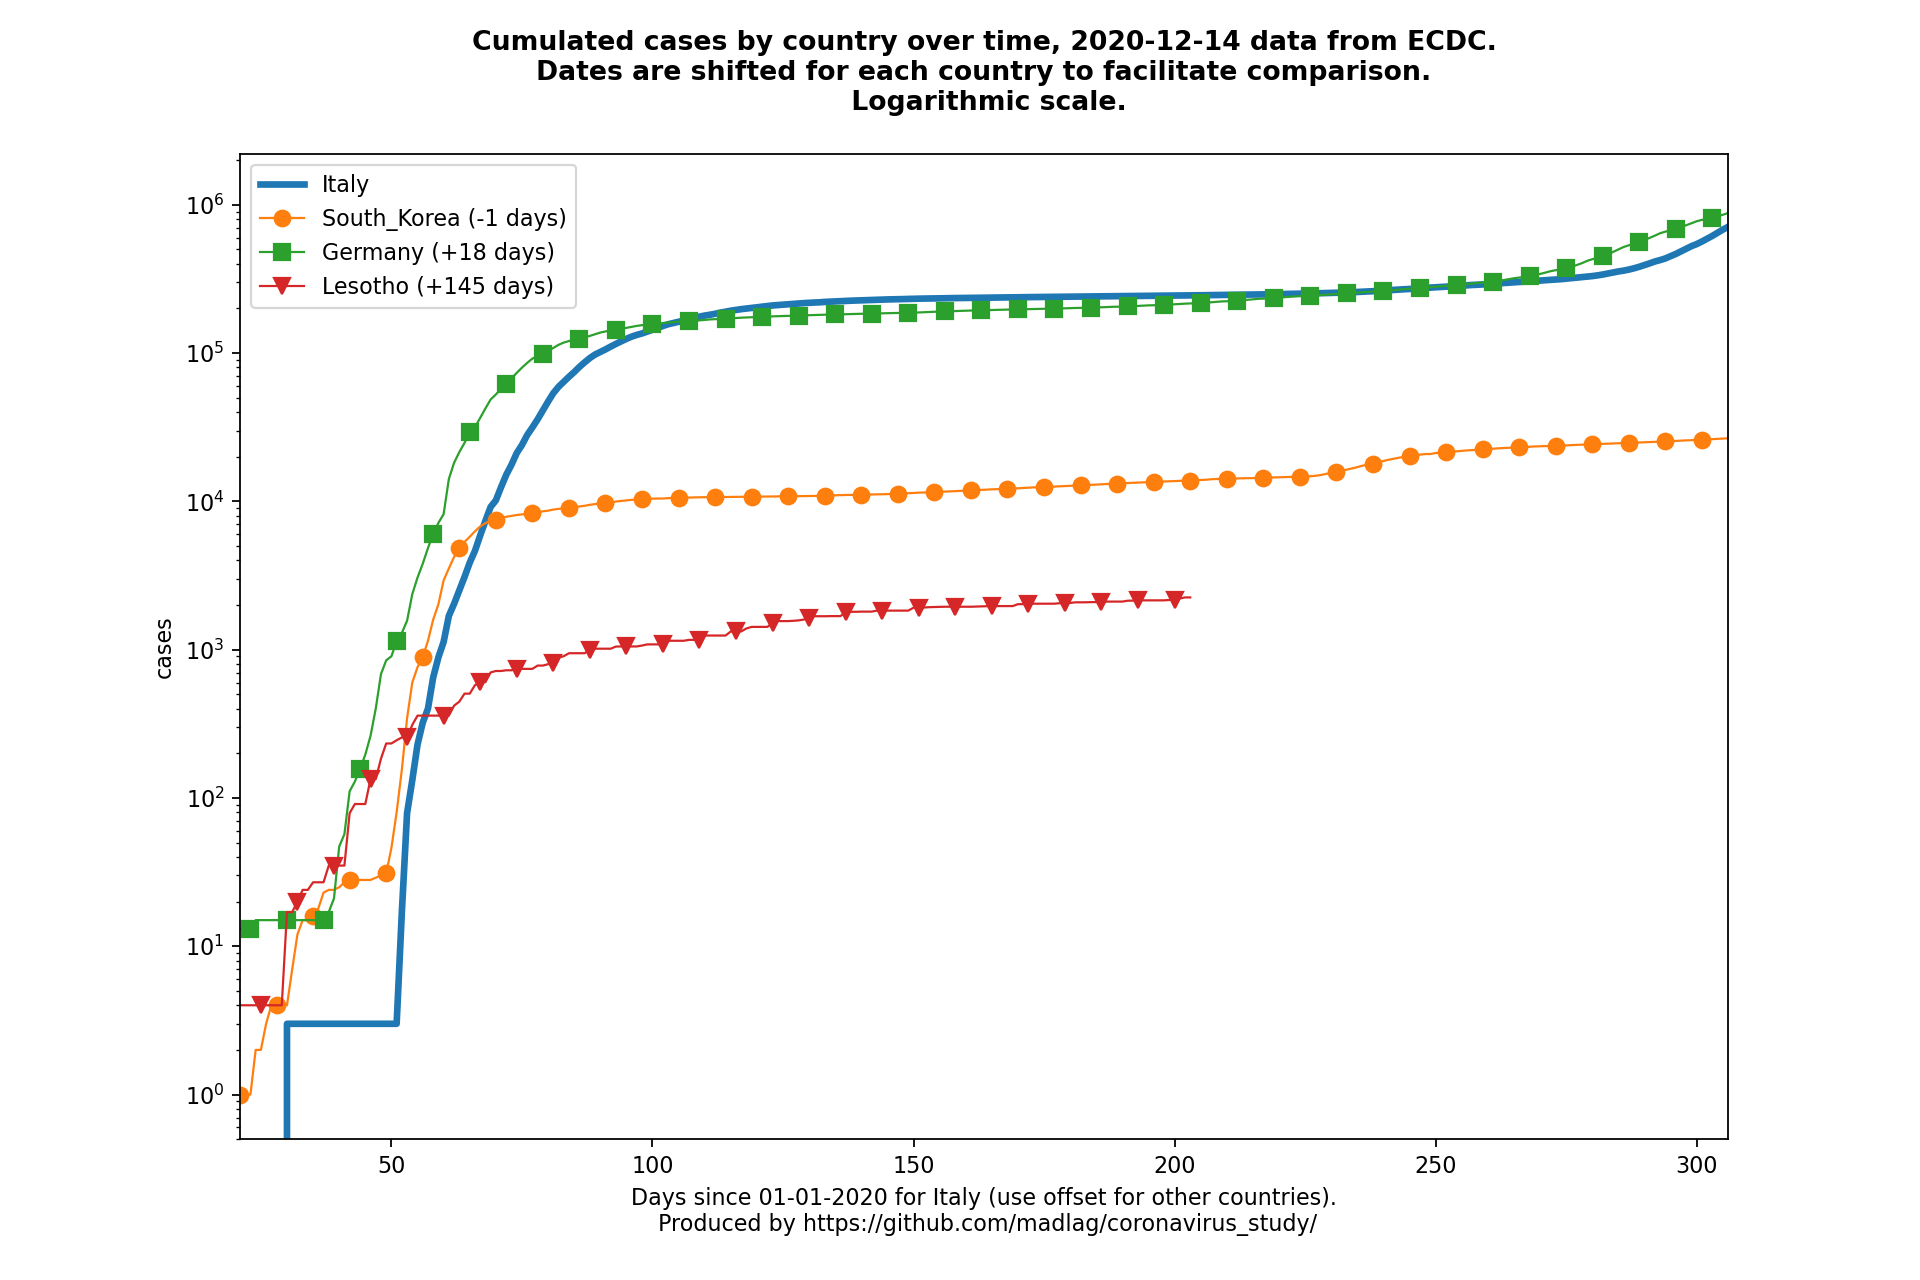 Cumulated cases by country over time, 2020-12-14 data from ECDC.
Dates are shifted for each country to facilitate comparison.
Logarithmic scale.
Italy
South_Korea (-1 days)
Germany (+18 days)
Lesotho (+145 days)
10^6
10^5
10^4
10^3
10^2
10^1
10^0
cases
50 100 150 200 250 300
Days since 01-01-2020 for Italy (use offset for other countries).
Produced by https://github.com/madlag/coronavirus_study/